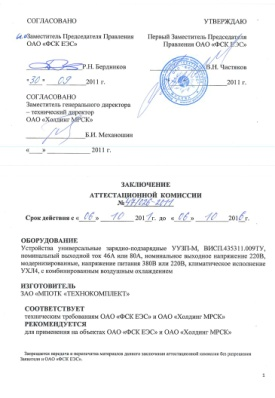 СОГЛАСОВАНО
УТВЕРЖДАЮ
Заместитель Председателя Правления
ОАО «ФСК ЕЭС»
Первый Заместитель Председателя
Правления ОАО «ФСК ЕЭС»
Р.Н. Бердников
В.Н. Чистяков
«30» 09 2011 г.
2011 г.
СОГЛАСОВАНО
Заместитель генерального директора
– технический директор
ОАО «Холдинг МРСК»
Б.И. Механошин
« » 2011 г.
ЗАКЛЮЧЕНИЕ
АТТЕСТАЦИОННОЙ КОМИССИИ
№
Срок действия с «06» 10 2011г. до «06» 10 2016 г.
ОБОРУДОВАНИЕ
Устройства универсальные зарядно-подзарядные УУЗП-М, ВИСП.435311.009ТУ,
номинальный выходной ток 46А или 80А, номинальное выходное напряжение 220В,
модернизированные, напряжение питания 380В или 220В, климатическое исполнение
УХЛ4, с комбинированным воздушным охлаждением
ИЗГОТОВИТЕЛЬ
ЗАО «МПОТК «ТЕХНОКОМПЛЕКТ»
СООТВЕТСТВУЕТ
техническим требованиям ОАО «ФСК ЕЭС» и ОАО «Холдинг МРСК»
РЕКОМЕНДУЕТСЯ
для применения на объектах ОАО «ФСК ЕЭС» и ОАО «Холдинг МРСК»
Запрещается передача и перепечатка материалов данного заключения аттестационной комиссии без разрешения
Заявителя и ОАО «ФСК ЕЭС».
1